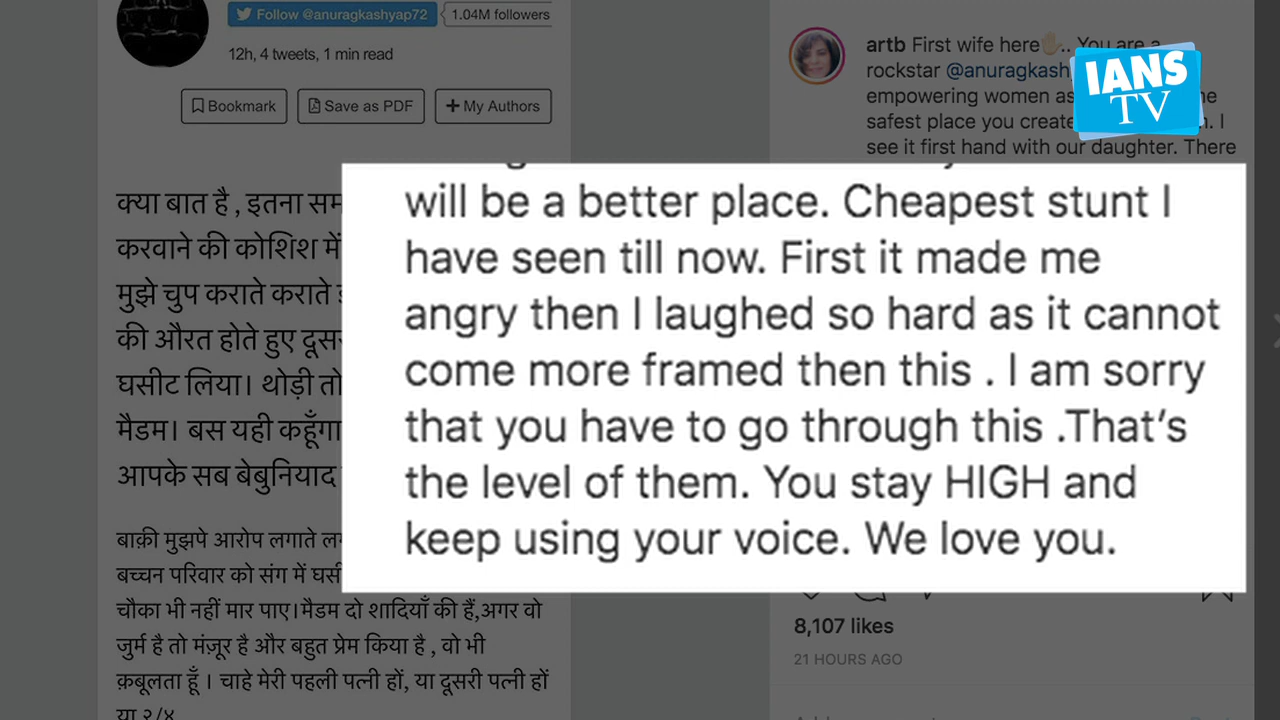 Follow @anuragkashyap72
1.04M followers
12h, 4 tweets, 1 min read
Bookmark
Save as PDF
My Authors
क्या बात है , इतना
करवाने की कोशिश में
मुझे चुप कराते कराते
की औरत होते हुए
घसीट लिया। थोड़ी तो
मैडम। बस यही कहूँगा
आपके सब बेबुनियाद
बाक़ी मुझपे आरोप लगाते
बच्चन परिवार को संग में
चौका भी नहीं मार पाए।मैडम दो शादियाँ की हैं,अगर वो
जुर्म है तो मंज़ूर है और बहुत प्रेम किया है , वो भी
क़बूलता हूँ । चाहे मेरी पहली पत्नी हों, या दूसरी पत्नी हों
या २/४
artb First wife here✋🏼.. You are a
rockstar @anuragkash
empowering women as
safest place you create I
see it first hand with our daughter. There
IANS
TV
will be a better place. Cheapest stunt I
have seen till now. First it made me
angry then I laughed so hard as it cannot
come more framed then this . I am sorry
that you have to go through this .That’s
the level of them. You stay HIGH and
keep using your voice. We love you.
8,107 likes
21 HOURS AGO